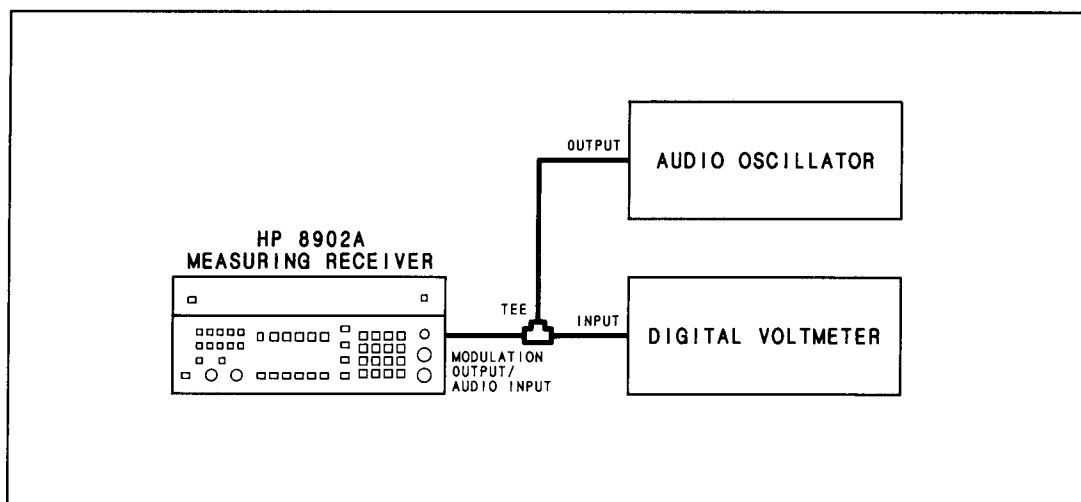 OUTPUT
AUDIO OSCILLATOR
HP 8902A
MEASURING RECEIVER
TEE
INPUT
DIGITAL VOLTMETER
MODULATION
OUTPUT/
AUDIO INPUT